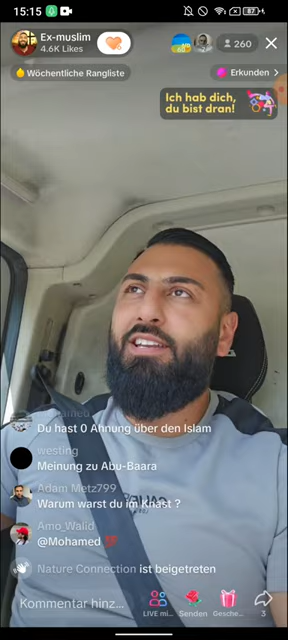 15:15
87
Ex-muslim
4.6K Likes
260
Wöchentliche Rangliste
Erkunden
Ich hab dich,
du bist dran!
Du hast 0 Ahnung über den Islam
westing
Meinung zu Abu-Baara
Adam Metz799
Warum warst du im Knast ?
Amo_Walid
@Mohamed 💯
Nature Connection ist beigetreten
Kommentar hinz...
LIVE mi...
Senden
Gesche...
3